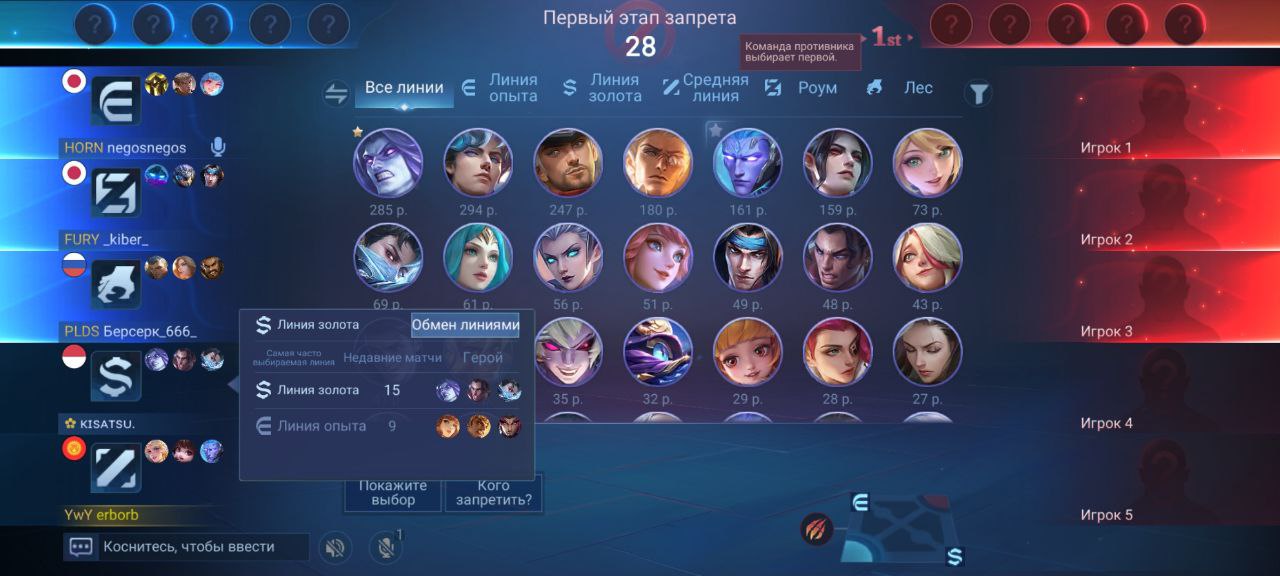 ? ? ? ? ?
Первый этап запрета
28
Команда противника
выбирает первой.
1st
? ? ? ? ?
Все линии
Линия
опыта
Линия
золота
Средняя
линия
Роум
Лес
HORN negosnegos
FURY _kiber_
PLDS Берсерк_666_
KISATSU.
YwY erborb
285 р. 294 р. 247 р. 180 р. 161 р. 159 р. 73 р.
69 р. 61 р. 56 р. 51 р. 49 р. 48 р. 43 р.
35 р. 32 р. 29 р. 28 р. 27 р.
Линия золота
Обмен линиями
Самая часто
выбираемая линия
Недавние матчи
Герой
Линия золота 15
Линия опыта 9
Покажите
выбор
Кого
запретить?
Коснитесь, чтобы ввести
1
Игрок 1
Игрок 2
Игрок 3
Игрок 4
Игрок 5